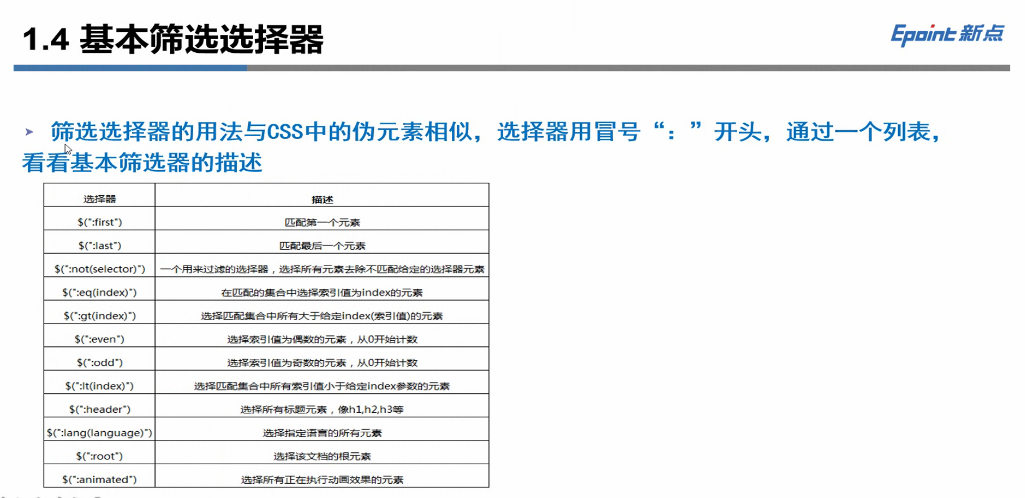 1.4 基本筛选选择器
Epoint 新点
筛选选择器的用法与CSS中的伪元素相似，选择器用冒号“：”开头，通过一个列表，
看看基本筛选器的描述
选择器 描述
$(":first") 匹配第一个元素
$(":last") 匹配最后一个元素
$(":not(selector)") 一个用来过滤的选择器，选择所有元素去除不匹配给定的选择器元素
$(":eq(index)") 在匹配的集合中选择索引值为index的元素
$(":gt(index)") 选择匹配集合中所有大于给定index(索引值)的元素
$(":even") 选择索引值为偶数的元素，从0开始计数
$(":odd") 选择索引值为奇数的元素，从0开始计数
$(":lt(index)") 选择匹配集合中所有索引值小于给定index参数的元素
$(":header") 选择所有标题元素，像h1,h2,h3等
$(":lang(language)") 选择指定语言的所有元素
$(":root") 选择该文档的根元素
$(":animated") 选择所有正在执行动画效果的元素